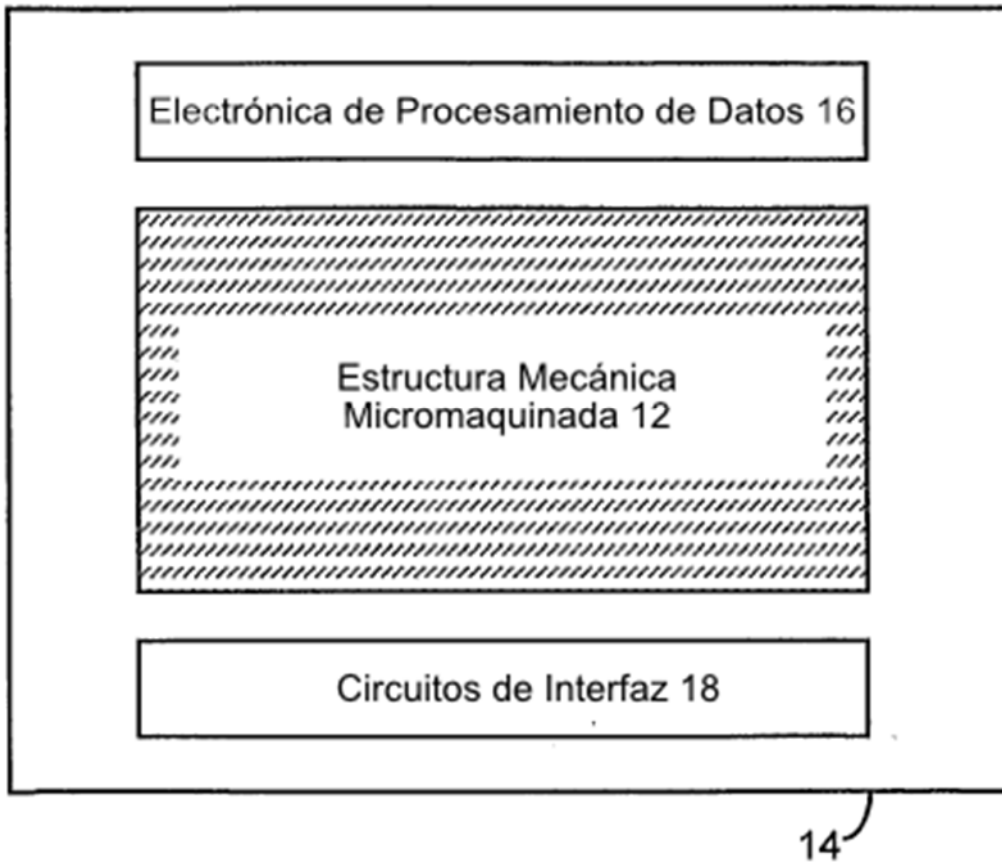 Electrónica de Procesamiento de Datos 16
Estructura Mecánica
Micromaquinada 12
Circuitos de Interfaz 18
14